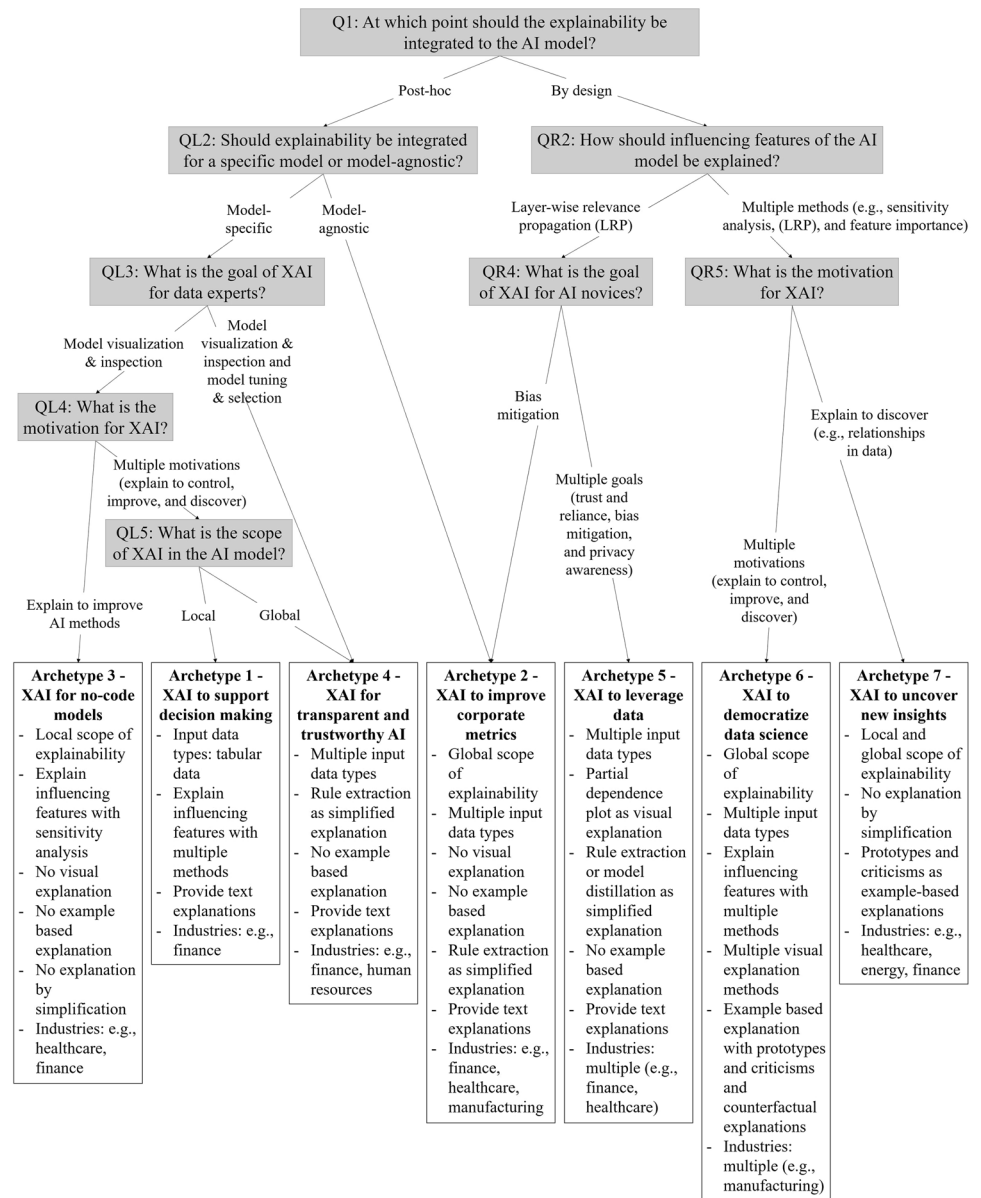 Q1: At which point should the explainability be
integrated to the AI model?
Post-hoc
By design
QL2: Should explainability be integrated
for a specific model or model-agnostic?
QR2: How should influencing features of the AI
model be explained?
Model-
specific
Model-
agnostic
Layer-wise relevance
propagation (LRP)
Multiple methods (e.g., sensitivity
analysis, (LRP), and feature importance)
QL3: What is the goal of XAI
for data experts?
QR4: What is the goal
of XAI for AI novices?
QR5: What is the motivation
for XAI?
Model visualization
& inspection
Model
visualization &
inspection and
model tuning
& selection
Bias
mitigation
Explain to discover
(e.g., relationships
in data)
QL4: What is the
motivation for XAI?
Multiple motivations
(explain to control,
improve, and discover)
Multiple goals
(trust and
reliance, bias
mitigation,
and privacy
awareness)
QL5: What is the scope
of XAI in the AI model?
Multiple
motivations
(explain to control,
improve, and
discover)
Explain to improve
AI methods
Local
Global
Archetype 3 -
XAI for no-code
models
- Local scope of
explainability
- Explain
influencing
features with
sensitivity
analysis
- No visual
explanation
- No example
based
explanation
- No explanation
by
simplification
- Industries: e.g.,
healthcare,
finance
Archetype 1 -
XAI to support
decision making
- Input data
types: tabular
data
- Explain
influencing
features with
multiple
methods
- Provide text
explanations
- Industries: e.g.,
finance
Archetype 4 -
XAI for
transparent and
trustworthy AI
- Multiple input
data types
- Rule extraction
as simplified
explanation
- No example
based
explanation
- Provide text
explanations
- Industries: e.g.,
finance, human
resources
Archetype 2 -
XAI to improve
corporate
metrics
- Global scope
of
explainability
- Multiple input
data types
- No visual
explanation
- No example
based
explanation
- Rule extraction
as simplified
explanation
- Provide text
explanations
- Industries: e.g.,
finance,
healthcare,
manufacturing
Archetype 5 -
XAI to leverage
data
- Multiple input
data types
- Partial
dependence
plot as visual
explanation
- Rule extraction
or model
distillation as
simplified
explanation
- No example
based
explanation
- Provide text
explanations
- Industries:
multiple (e.g.,
finance,
healthcare)
Archetype 6 -
XAI to
democratize
data science
- Global scope
of
explainability
- Multiple input
data types
- Explain
influencing
features with
multiple
methods
- Multiple visual
explanation
methods
- Example based
explanation
with prototypes
and criticisms
and
counterfactual
explanations
- Industries:
multiple (e.g.,
manufacturing)
Archetype 7 -
XAI to uncover
new insights
- Local and
global scope of
explainability
- No explanation
by
simplification
- Prototypes and
criticisms as
example-based
explanations
- Industries: e.g.,
healthcare,
energy, finance